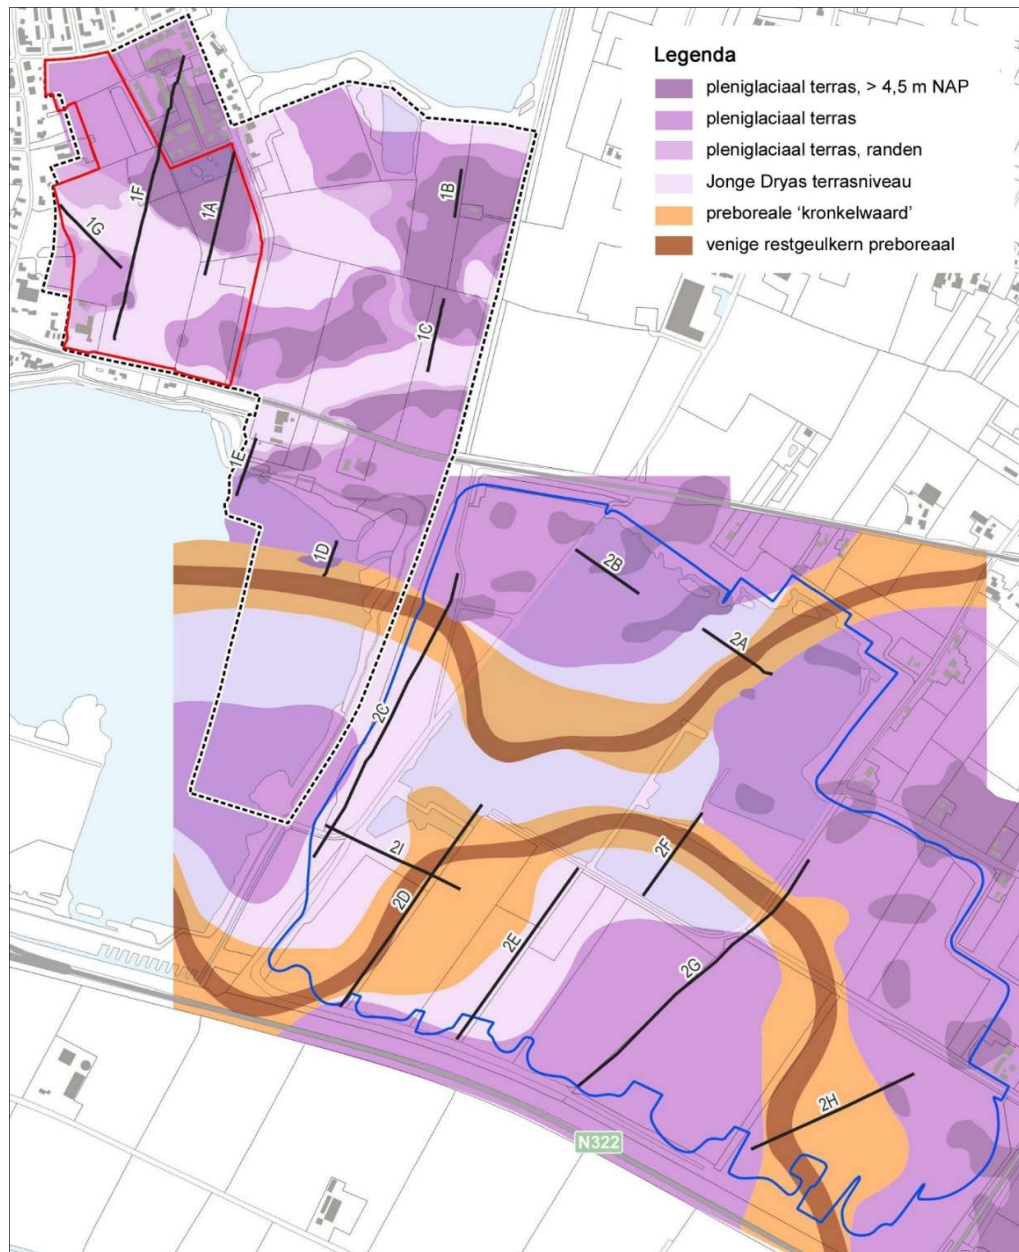 Legenda
pleniglaciaal terras, > 4,5 m NAP
pleniglaciaal terras
pleniglaciaal terras, randen
Jonge Dryas terrasniveau
preboreale ‘kronkelwaard’
venige restgeulkern preboreaal
1F
1A
1G
1B
1C
1E
1D
2B
2A
2C
2I
2D
2F
2E
2G
2H
N322